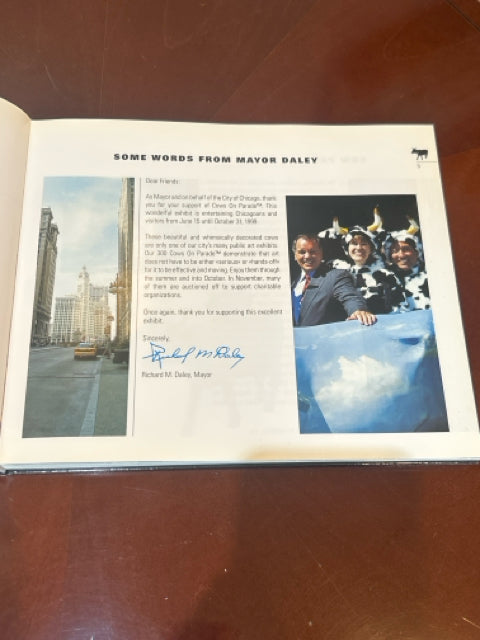 SOME WORDS FROM MAYOR DALEY
5
Dear Friends:
As Mayor and on behalf of the City of Chicago, thank
you for your support of Cows On Parade™. This
wonderful exhibit is entertaining Chicagoans and
visitors from June 15 until October 31, 1999.
These beautiful and whimsically decorated cows
are only one of our city's many public art exhibits.
Our 300 Cows On Parade™ demonstrate that art
does not have to be either «serious» or «hands-off»
for it to be effective and moving. Enjoy them through
the summer and into October. In November, many
of them are auctioned off to support charitable
organizations.
Once again, thank you for supporting this excellent
exhibit.
Sincerely,
Richard M. Daley
Richard M. Daley, Mayor